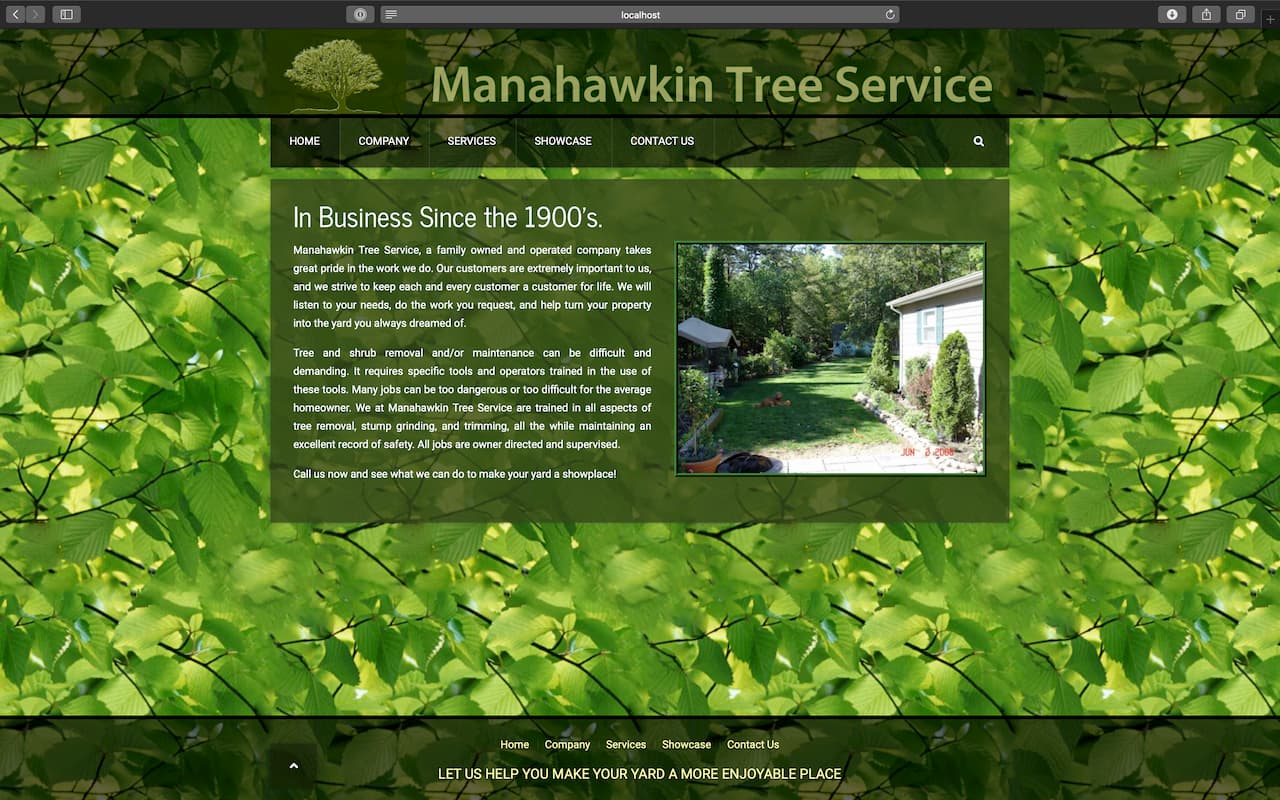 localhost
Manahawkin Tree Service
HOME COMPANY SERVICES SHOWCASE CONTACT US
In Business Since the 1900's.
Manahawkin Tree Service, a family owned and operated company takes
great pride in the work we do. Our customers are extremely important to us,
and we strive to keep each and every customer a customer for life. We will
listen to your needs, do the work you request, and help turn your property
into the yard you always dreamed of.
Tree and shrub removal and/or maintenance can be difficult and
demanding. It requires specific tools and operators trained in the use of
these tools. Many jobs can be too dangerous or too difficult for the average
homeowner. We at Manahawkin Tree Service are trained in all aspects of
tree removal, stump grinding, and trimming, all the while maintaining an
excellent record of safety. All jobs are owner directed and supervised.
Call us now and see what we can do to make your yard a showplace!
JUN
Home Company Services Showcase Contact Us
LET US HELP YOU MAKE YOUR YARD A MORE ENJOYABLE PLACE